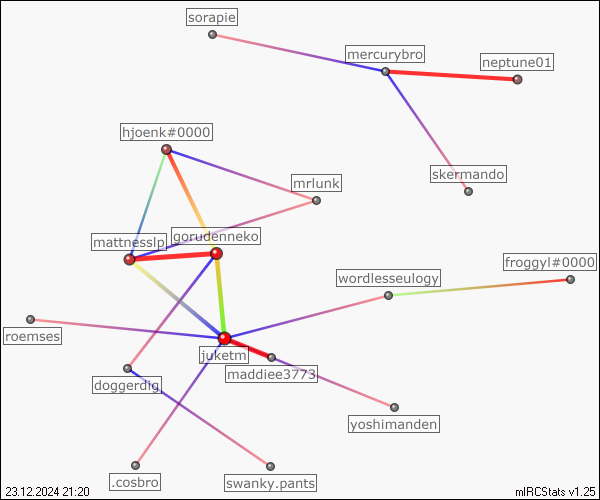 sorapie
mercurybro
neptune01
hjoenk#0000
skermando
mrlunk
mattnesslp
gorudenneko
froggyl#0000
wordlesseulogy
roemses
juketm
maddiee3773
doggerdig
yoshimanden
.cosbro
swanky.pants
23.12.2024 21:20
mIRCStats v1.25